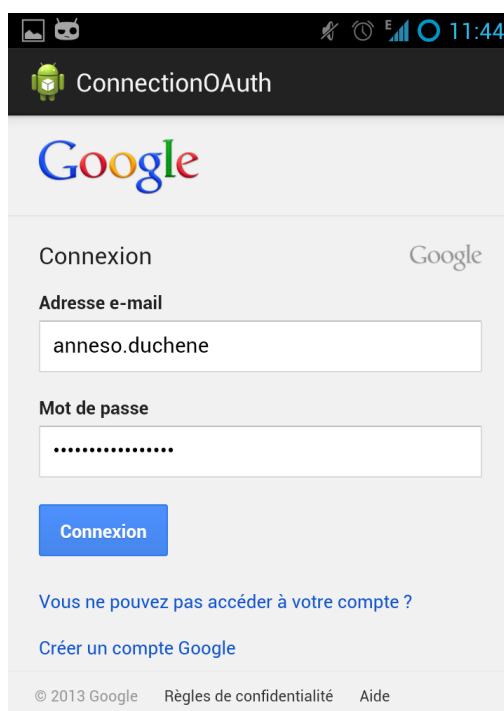 E 11:44
ConnectionOAuth
Google
Connexion Google
Adresse e-mail
anneso.duchene
Mot de passe
•••••••••••••••••
Connexion
Vous ne pouvez pas accéder à votre compte ?
Créer un compte Google
© 2013 Google Règles de confidentialité Aide